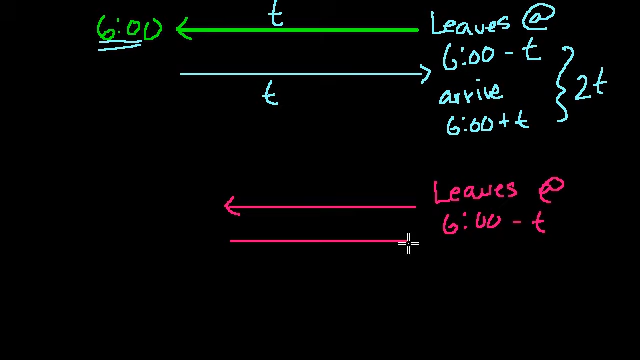 t
6:00
Leaves @
6:00 - t
t
arrive
6:00 + t
2t
Leaves @
6:00 - t